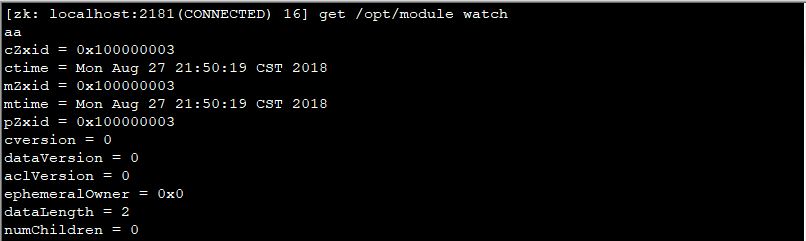 [zk: localhost:2181(CONNECTED) 16] get /opt/module watch
aa
cZxid = 0x100000003
ctime = Mon Aug 27 21:50:19 CST 2018
mZxid = 0x100000003
mtime = Mon Aug 27 21:50:19 CST 2018
pZxid = 0x100000003
cversion = 0
dataVersion = 0
aclVersion = 0
ephemeralOwner = 0x0
dataLength = 2
numChildren = 0